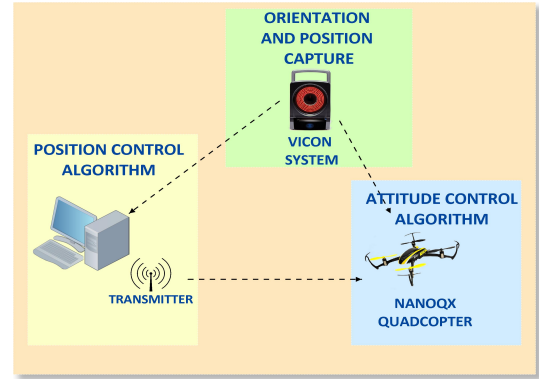 ORIENTATION
AND POSITION
CAPTURE
VICON
SYSTEM
POSITION CONTROL
ALGORITHM
TRANSMITTER
ATTITUDE CONTROL
ALGORITHM
NANOQX
QUADCOPTER